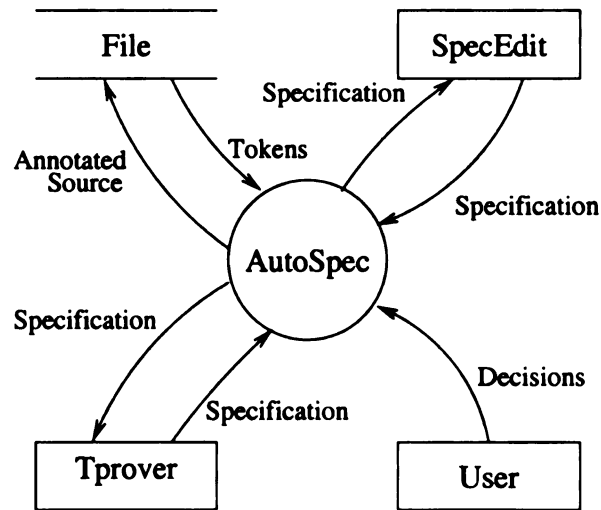 File
SpecEdit
Specification
Tokens
Annotated
Source
Specification
AutoSpec
Specification
Decisions
Specification
Tprover
User